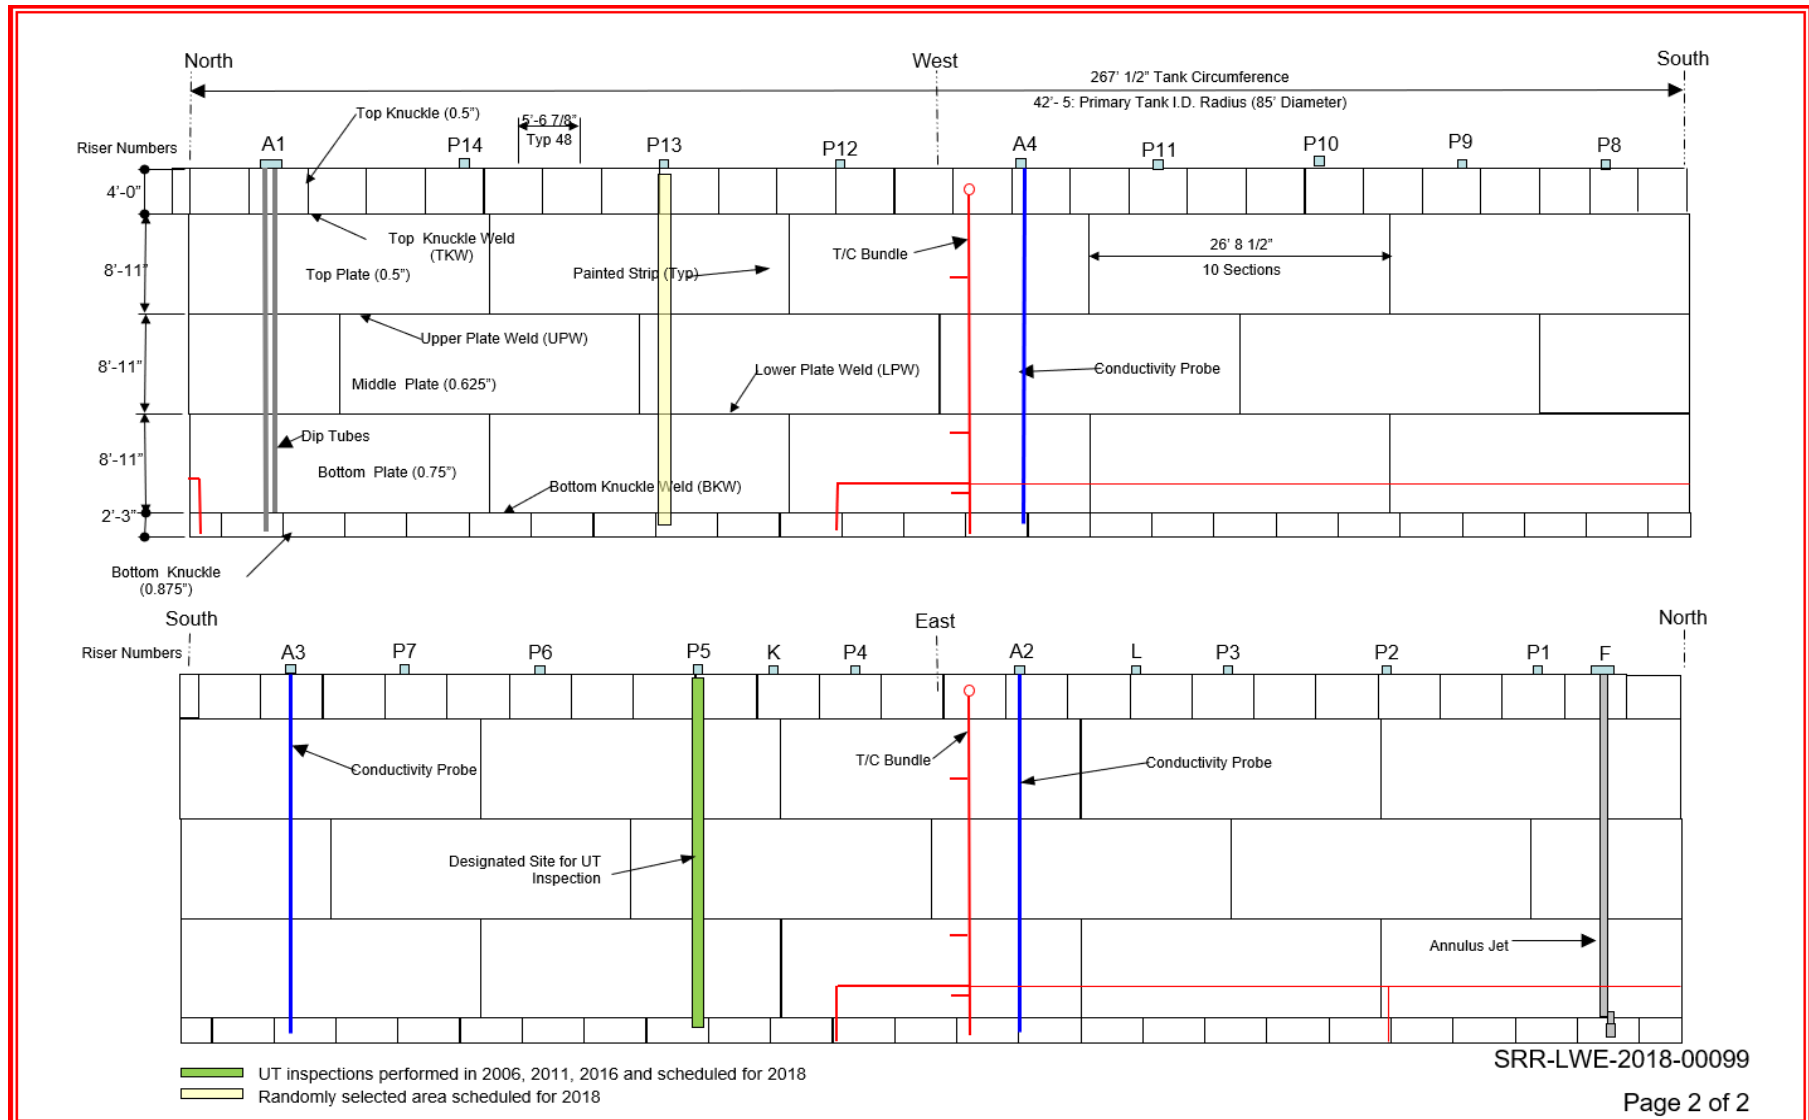 North
West
South
267' 1/2" Tank Circumference
42'- 5: Primary Tank I.D. Radius (85' Diameter)
Top Knuckle (0.5")
5'-6 7/8"
Typ 48
Riser Numbers
A1
P14
P13
P12
A4
P11
P10
P9
P8
4'-0"
Top Knuckle Weld
(TKW)
8'-11"
Top Plate (0.5")
Painted Strip (Typ)
T/C Bundle
26' 8 1/2"
10 Sections
Upper Plate Weld (UPW)
8'-11"
Middle Plate (0.625")
Lower Plate Weld (LPW)
Conductivity Probe
Dip Tubes
8'-11"
Bottom Plate (0.75")
Bottom Knuckle Weld (BKW)
2'-3"
Bottom Knuckle
(0.875")
South
East
North
Riser Numbers
A3
P7
P6
P5
K
P4
A2
L
P3
P2
P1
F
Conductivity Probe
T/C Bundle
Conductivity Probe
Designated Site for UT
Inspection
Annulus Jet
SRR-LWE-2018-00099
UT inspections performed in 2006, 2011, 2016 and scheduled for 2018
Randomly selected area scheduled for 2018
Page 2 of 2